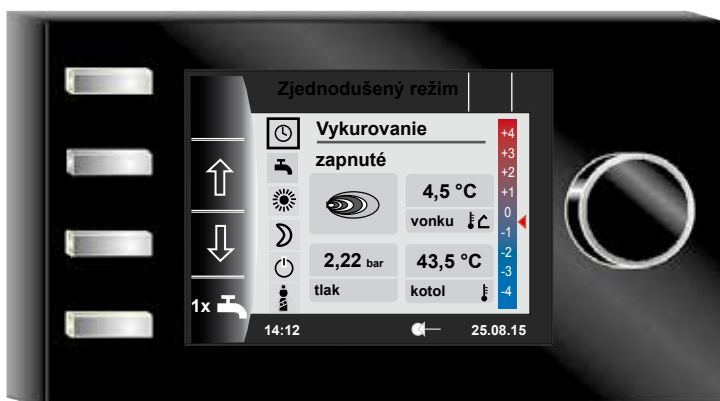 Zjednodušený režim
Vykurovanie
zapnuté
4,5 °C
vonku
2,22 bar
tlak
43,5 °C
kotol
+4
+3
+2
+1
0
-1
-2
-3
-4
1x
14:12
25.08.15